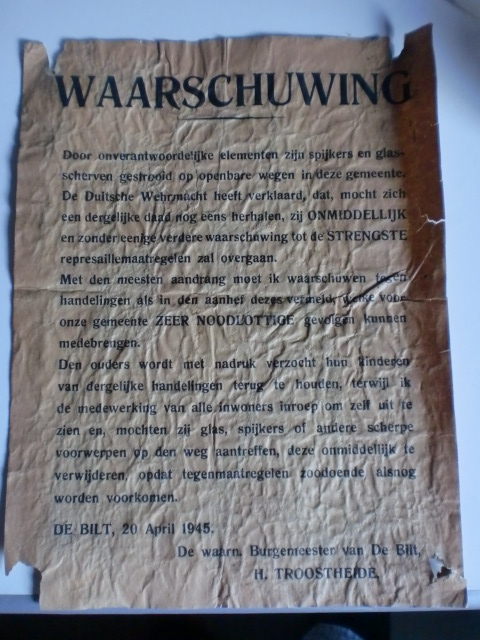 WAARSCHUWING
Door onverantwoordelijke elementen zijn spijkers en glas-
scherven gestrooid op openbare wegen in deze gemeente.
De Duitsche Wehrmacht heeft verklaard, dat, mocht zich
een dergelijke daad nog eens herhalen, zij ONMIDDELLIJK
en zonder eenige verdere waarschuwing tot de STRENGSTE
represaillemaatregelen zal overgaan.
Met den meesten aandrang moet ik waarschuwen tegen
handelingen als in den aanhef dezes vermeld, welke voor
onze gemeente ZEER NOODLOTTIGE gevolgen kunnen
medebrengen.
Den ouders wordt met nadruk verzocht hun kinderen
van dergelijke handelingen terug te houden, terwijl ik
de medewerking van alle inwoners inroep om zelf uit te
zien en, mochten zij glas, spijkers of andere scherpe
voorwerpen op den weg aantreffen, deze onmiddellijk te
verwijderen, opdat tegenmaatregelen zoodoende alsnog
worden voorkomen.
DE BILT, 20 April 1945.
De waarn. Burgemeester van De Bilt,
H. TROOSTHEIDE.